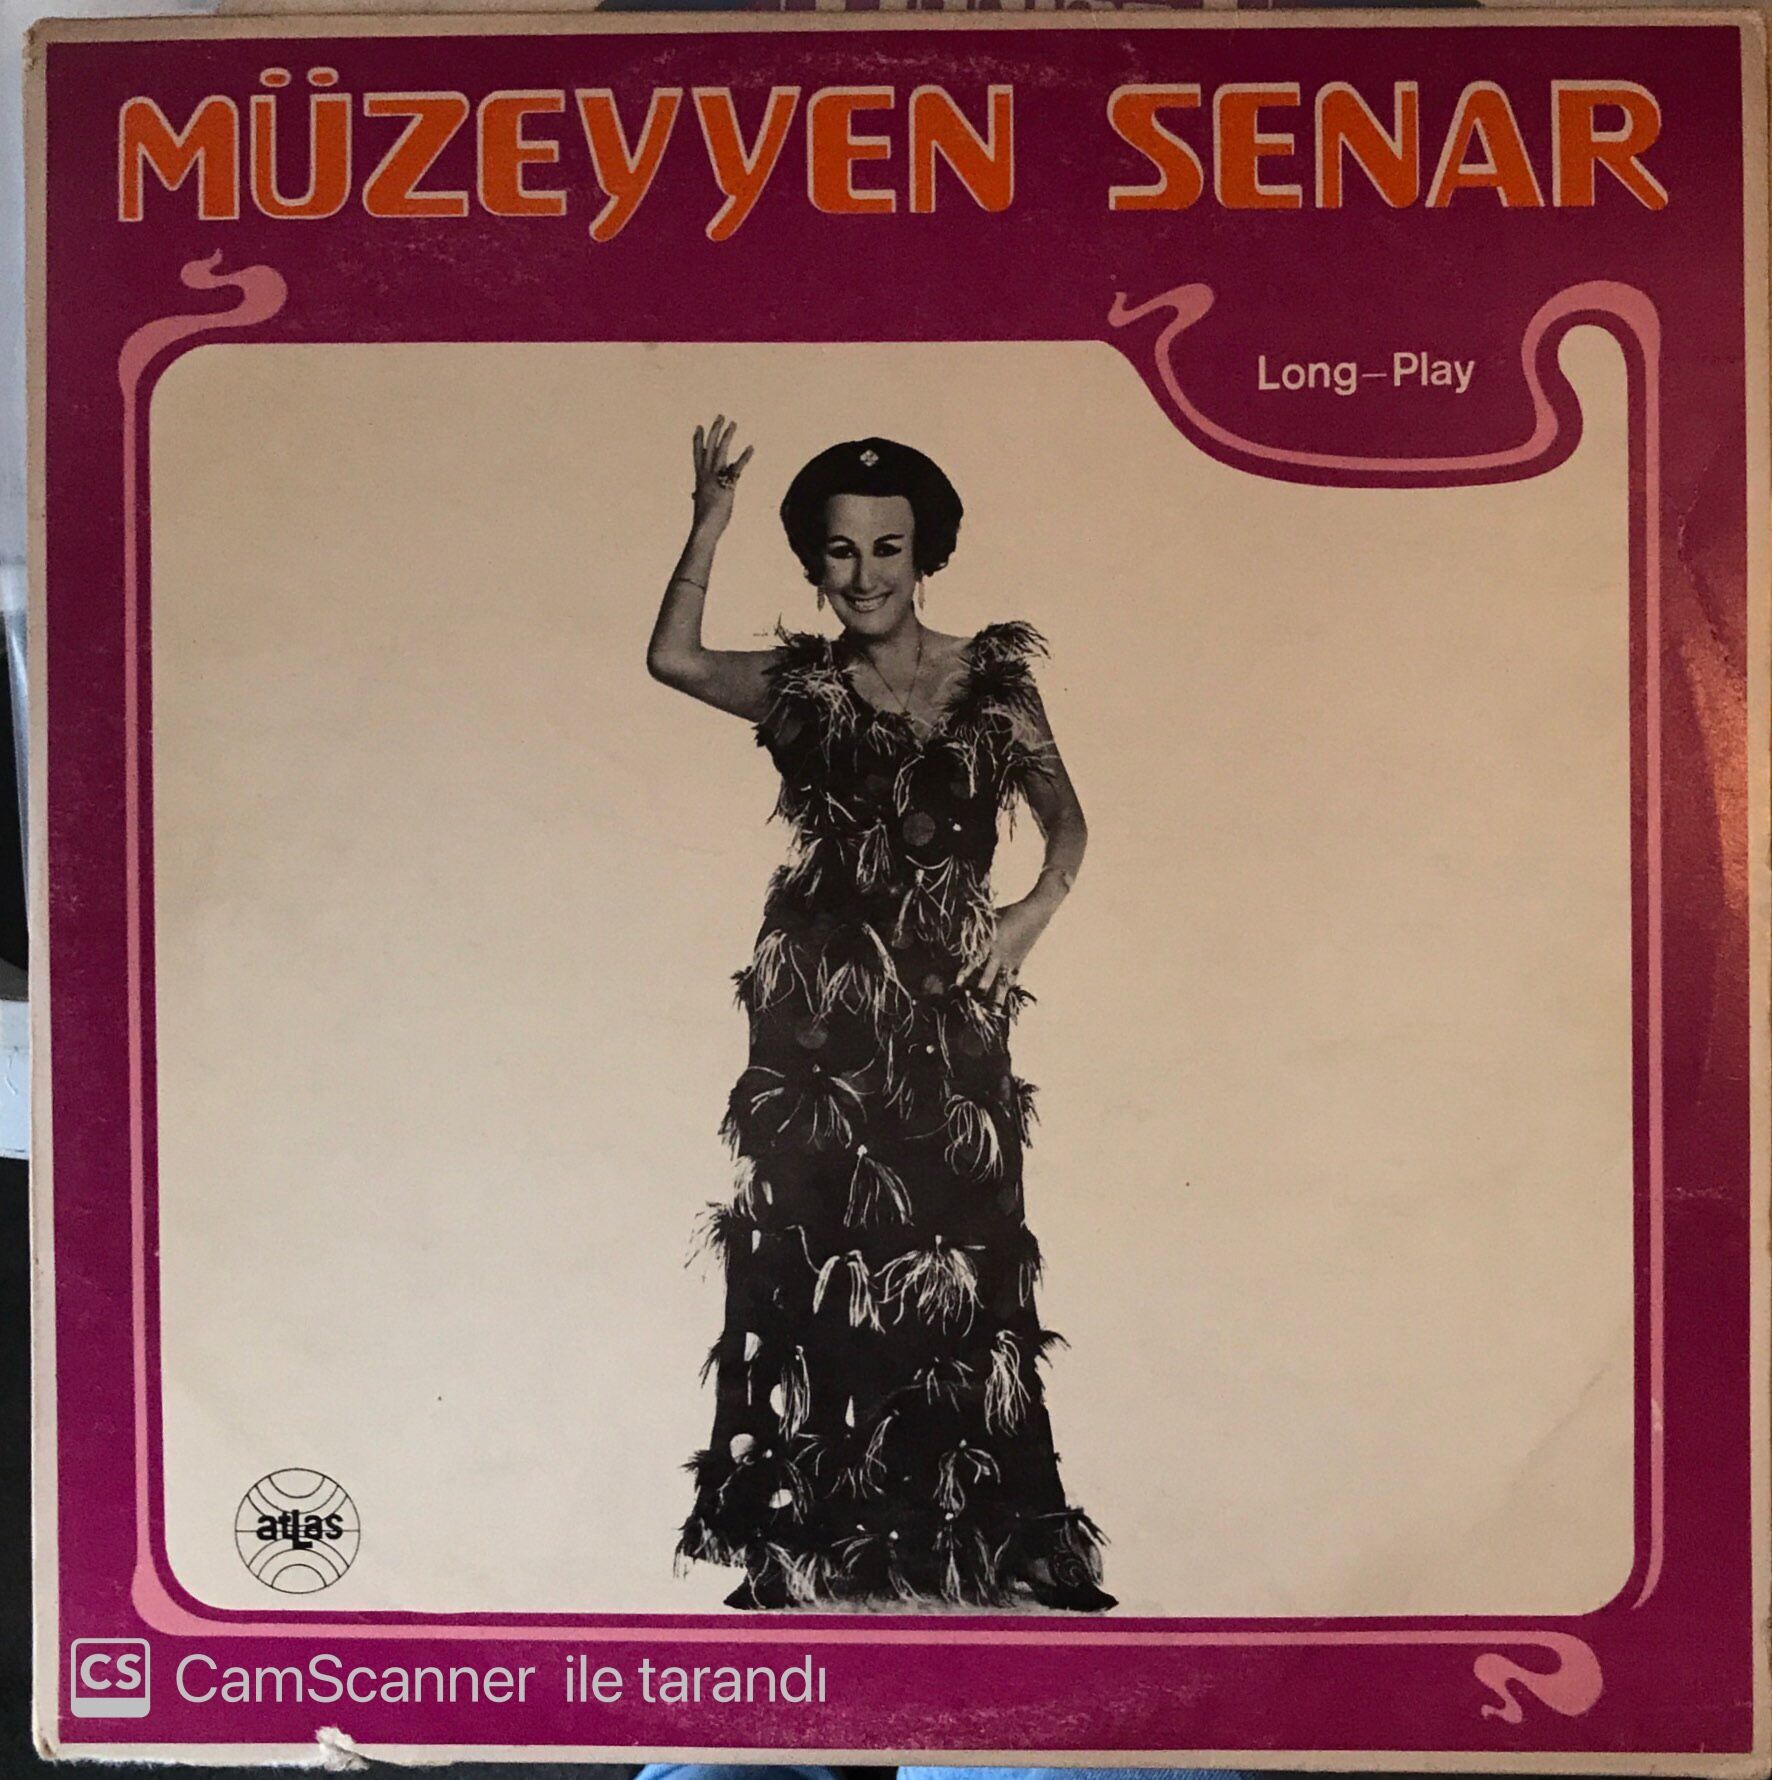 MÜZEYYEN SENAR
Long-Play
atLas
CS CamScanner ile tarandı